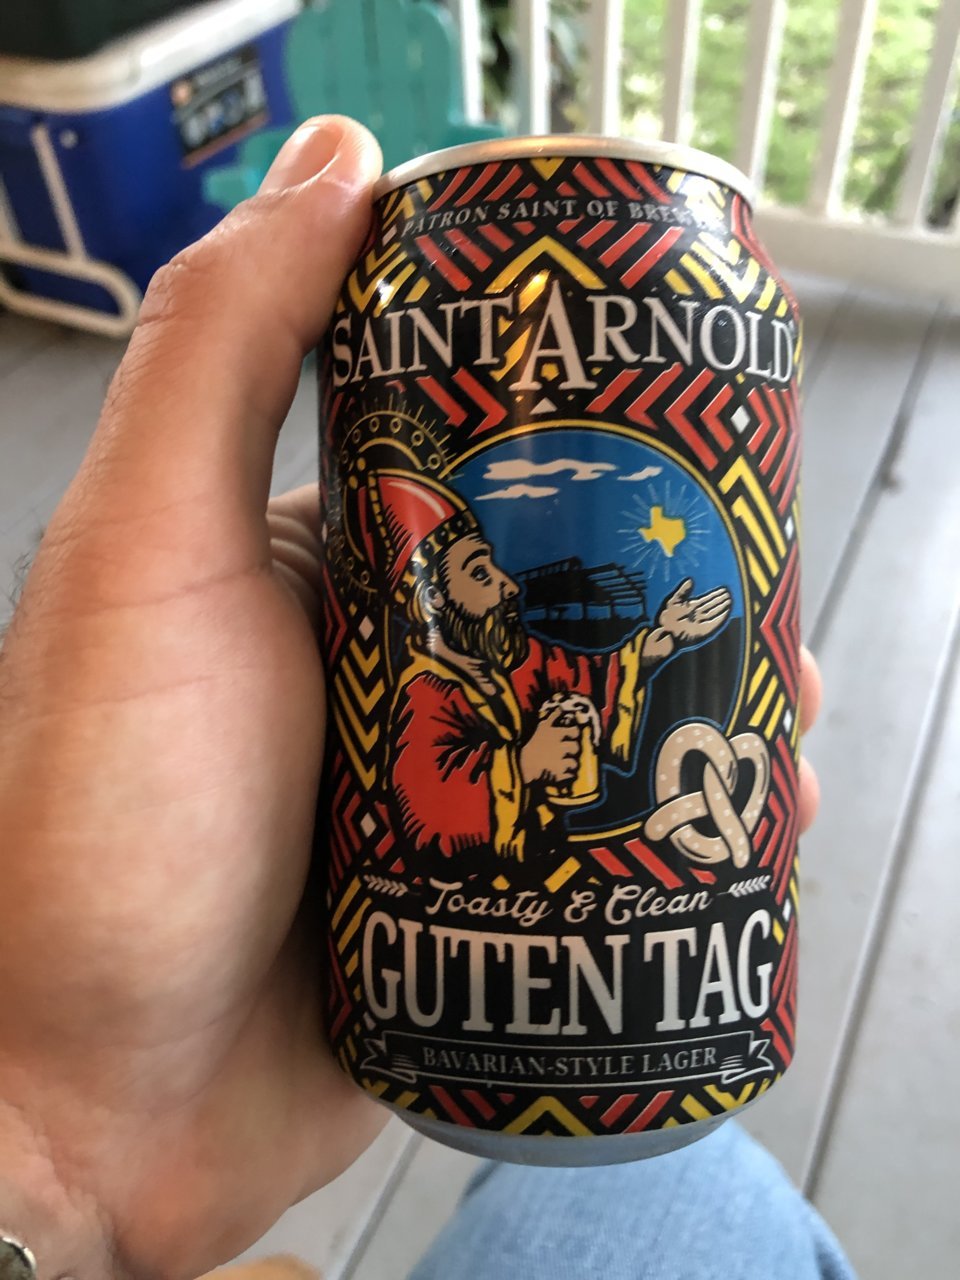 PATRON SAINT OF
SAINT ARNOLD
Toasty & Clean
GUTEN TAG
BAVARIAN-STYLE LAGER